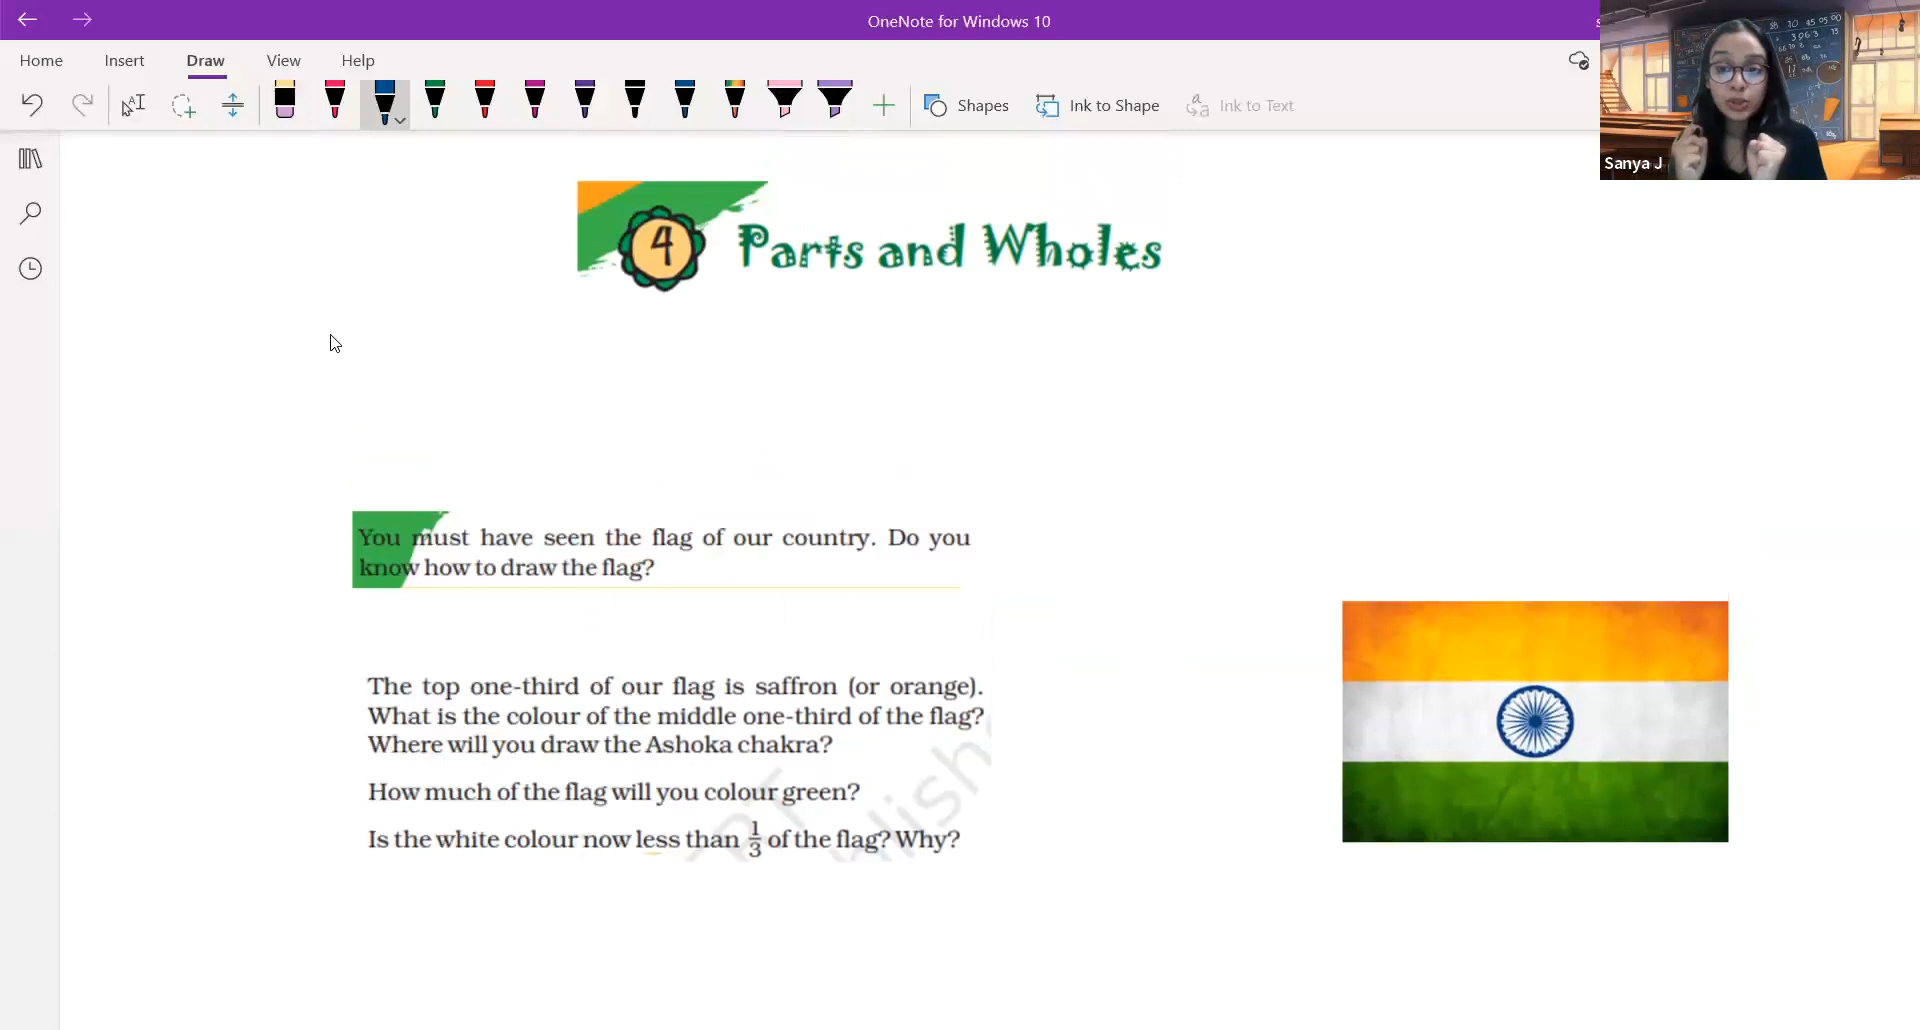 OneNote for Windows 10
Home Insert Draw View Help
Shapes Ink to Shape Ink to Text
Sanya J
4 Parts and Wholes
You must have seen the flag of our country. Do you
know how to draw the flag?
The top one-third of our flag is saffron (or orange).
What is the colour of the middle one-third of the flag?
Where will you draw the Ashoka chakra?
How much of the flag will you colour green?
Is the white colour now less than 1/3 of the flag? Why?